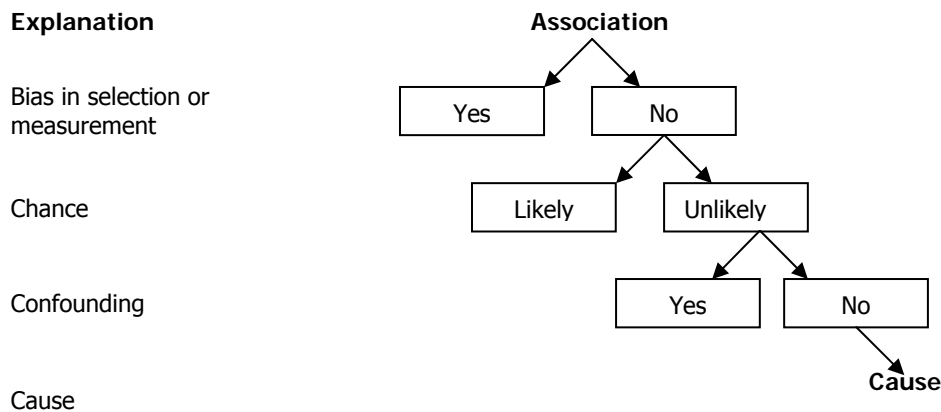 Explanation Association
Bias in selection or
measurement
Yes No
Chance Likely Unlikely
Confounding Yes No
Cause
Cause